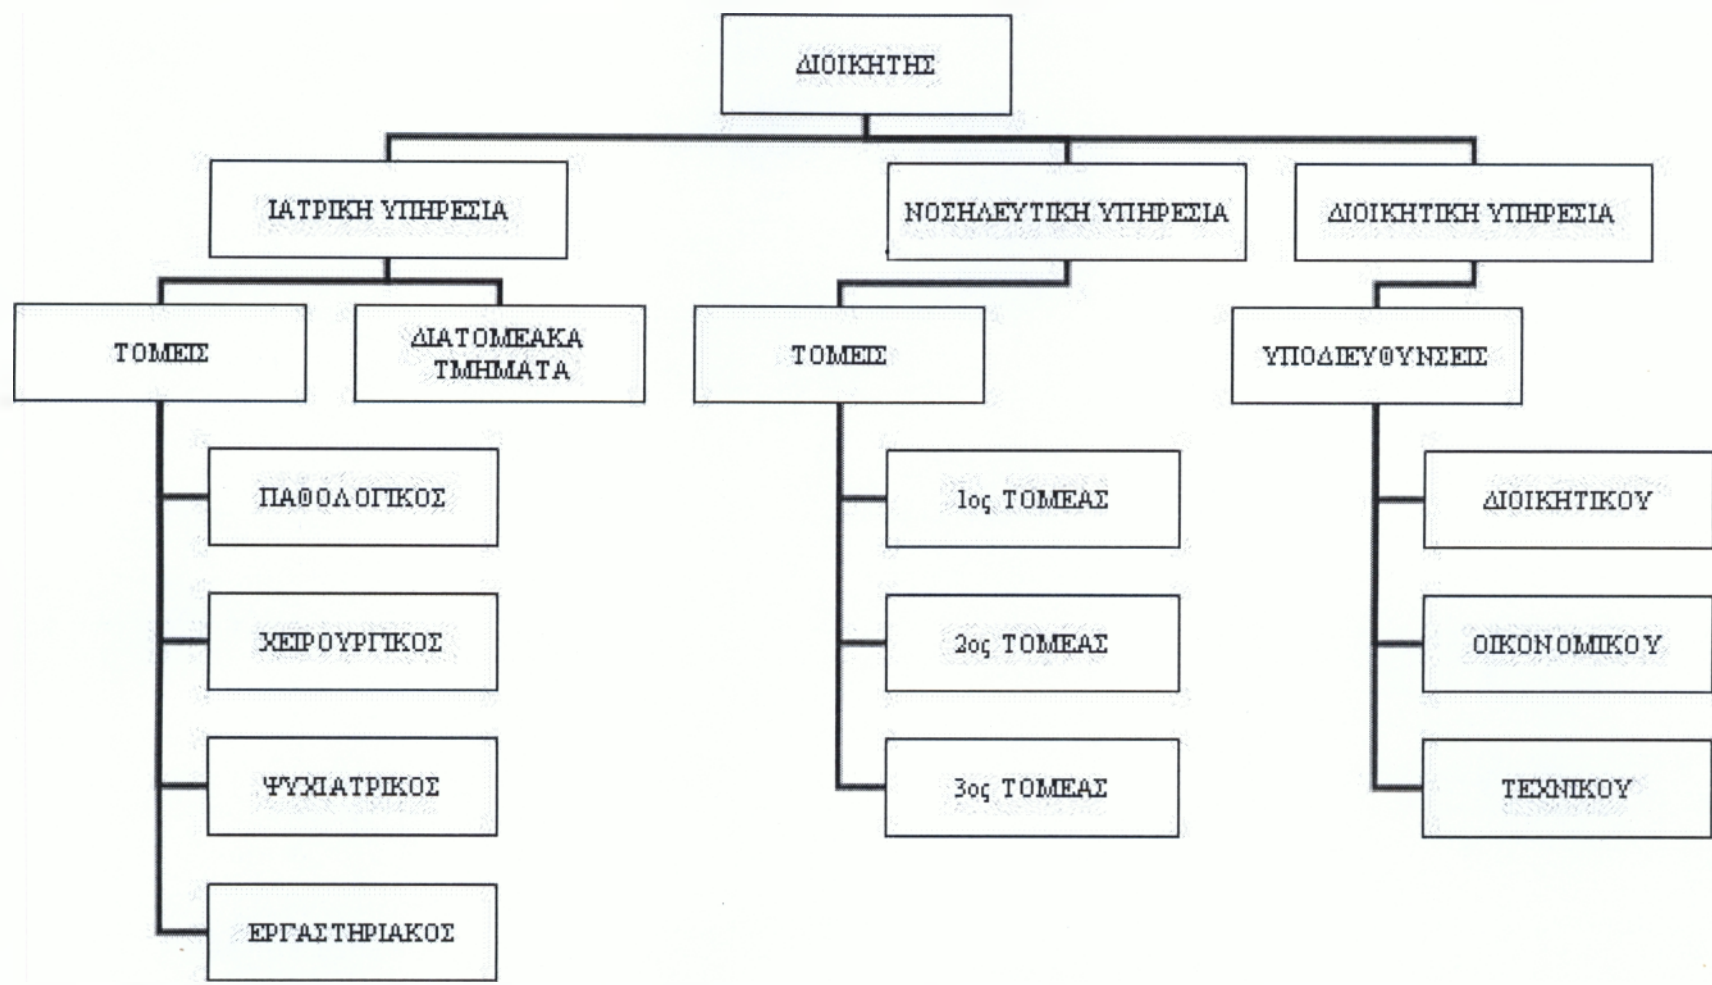 ΔΙΟΙΚΗΤΗΣ
ΙΑΤΡΙΚΗ ΥΠΗΡΕΣΙΑ
ΝΟΣΗΛΕΥΤΙΚΗ ΥΠΗΡΕΣΙΑ
ΔΙΟΙΚΗΤΙΚΗ ΥΠΗΡΕΣΙΑ
ΤΟΜΕΙΣ
ΔΙΑΤΟΜΕΑΚΑ
ΤΜΗΜΑΤΑ
ΤΟΜΕΙΣ
ΥΠΟΔΙΕΥΘΥΝΣΕΙΣ
ΠΑΘΟΛΟΓΙΚΟΣ
1ος ΤΟΜΕΑΣ
ΔΙΟΙΚΗΤΙΚΟΥ
ΧΕΙΡΟΥΡΓΙΚΟΣ
2ος ΤΟΜΕΑΣ
ΟΙΚΟΝΟΜΙΚΟΥ
ΨΥΧΙΑΤΡΙΚΟΣ
3ος ΤΟΜΕΑΣ
ΤΕΧΝΙΚΟΥ
ΕΡΓΑΣΤΗΡΙΑΚΟΣ